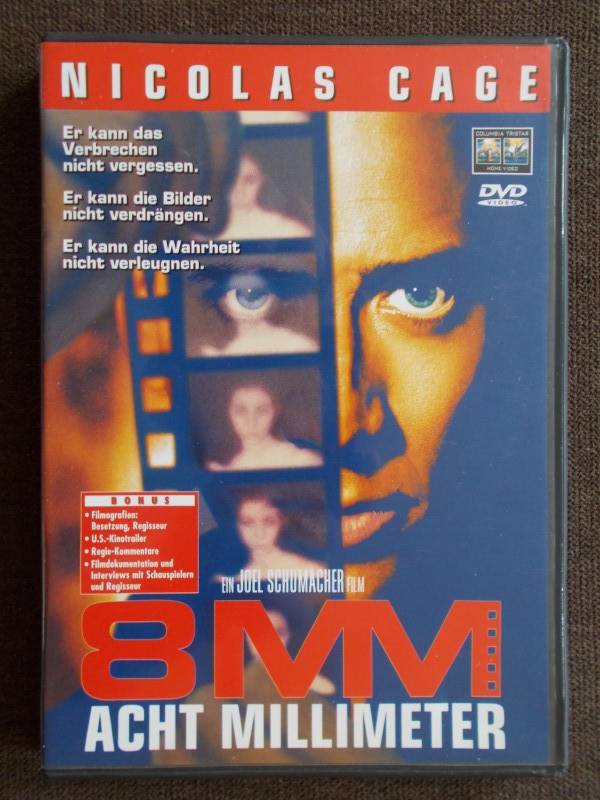 NICOLAS CAGE
Er kann das
Verbrechen
nicht vergessen.
Er kann die Bilder
nicht verdrängen.
Er kann die Wahrheit
nicht verleugnen.
COLUMBIA TRISTAR
HOME VIDEO
DVD
VIDEO
BONUS
• Filmografien:
Besetzung, Regisseur
• U.S.-Kinotrailer
• Regie-Kommentare
• Filmdokumentation und
Interviews mit Schauspielern
und Regisseur
EIN JOEL SCHUMACHER FILM
8MM
ACHT MILLIMETER